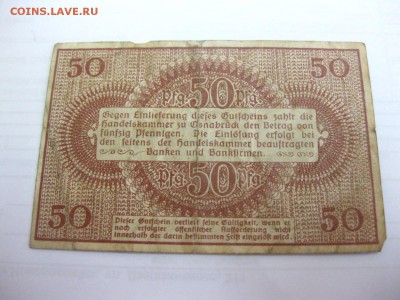 COINS.LAVE.RU
50 50
Pfg 50 Pfg
Gegen Einlieferung dieses Gutscheins zahlt die
Handelskammer zu Osnabrück den Betrag von
fünfzig Pfennigen. Die Einlösung erfolgt bei
den seitens der Handelskammer beauftragten
Banken und Bankfirmen.
Pfg 50 Pfg
50 50
Dieser Gutschein verliert seine Gültigkeit, wenn er
nach erfolgter öffentlicher Aufforderung nicht
innerhalb der darin bestimmten Zeit eingelöst wird.